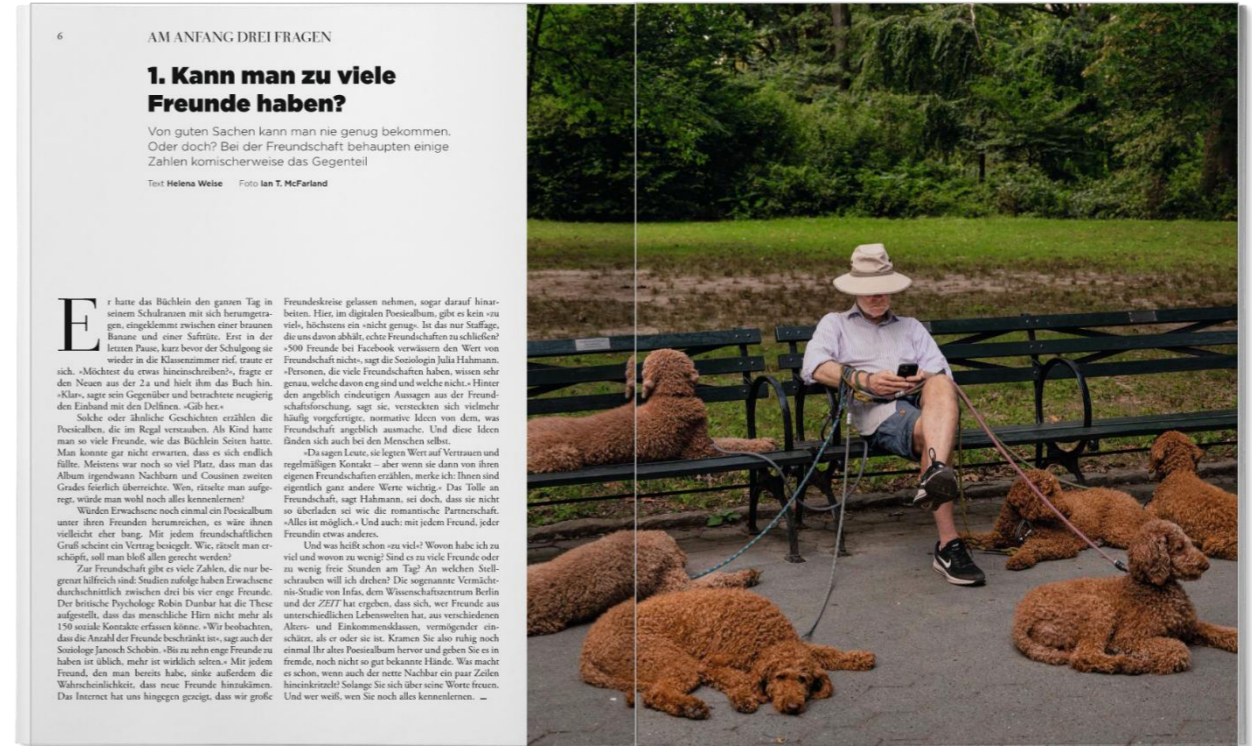 6
AM ANFANG DREI FRAGEN
1. Kann man zu viele
Freunde haben?
Von guten Sachen kann man nie genug bekommen.
Oder doch? Bei der Freundschaft behaupten einige
Zahlen komischerweise das Gegenteil
Text Helena Weise Foto Ian T. McFarland
Er hatte das Büchlein den ganzen Tag in
seinem Schulranzen mit sich herumgetra-
gen, eingeklemmt zwischen einer braunen
Banane und einer Safttüte. Erst in der
letzten Pause, kurz bevor der Schulgong sie
wieder in die Klassenzimmer rief, traute er
sich. »Möchtest du etwas hineinschreiben?«, fragte er
den Neuen aus der 2a und hielt ihm das Buch hin.
»Klar«, sagte sein Gegenüber und betrachtete neugierig
den Einband mit den Delfinen. »Gib her.«
Solche oder ähnliche Geschichten erzählen die
Poesiealben, die im Regal verstauben. Als Kind hatte
man so viele Freunde, wie das Büchlein Seiten hatte.
Man konnte gar nicht erwarten, dass es sich endlich
füllte. Meistens war noch so viel Platz, dass man das
Album irgendwann Nachbarn und Cousinen zweiten
Grades feierlich überreichte. Wen, rätselte man aufge-
regt, würde man wohl noch alles kennenlernen?
Würden Erwachsene noch einmal ein Poesiealbum
unter ihren Freunden herumreichen, es wäre ihnen
vielleicht eher bang. Mit jedem freundschaftlichen
Gruß scheint ein Vertrag besiegelt. Wie, rätselt man er-
schöpft, soll man bloß allen gerecht werden?
Zur Freundschaft gibt es viele Zahlen, die nur be-
grenzt hilfreich sind: Studien zufolge haben Erwachsene
durchschnittlich zwischen drei bis vier enge Freunde.
Der britische Psychologe Robin Dunbar hat die These
aufgestellt, dass das menschliche Hirn nicht mehr als
150 soziale Kontakte erfassen könne. »Wir beobachten,
dass die Anzahl der Freunde beschränkt ist«, sagt auch der
Soziologe Janosch Schobin. »Bis zu zehn enge Freunde zu
haben ist üblich, mehr ist wirklich selten.« Mit jedem
Freund, den man bereits habe, sinke außerdem die
Wahrscheinlichkeit, dass neue Freunde hinzukämen.
Das Internet hat uns hingegen gezeigt, dass wir große
Freundeskreise gelassen nehmen, sogar darauf hinar-
beiten. Hier, im digitalen Poesiealbum, gibt es kein »zu
viel«, höchstens ein »nicht genug«. Ist das nur Staffage,
die uns davon abhält, echte Freundschaften zu schließen?
»500 Freunde bei Facebook verwässern den Wert von
Freundschaft nicht«, sagt die Soziologin Julia Hahmann.
»Personen, die viele Freundschaften haben, wissen sehr
genau, welche davon eng sind und welche nicht.« Hinter
den angeblich eindeutigen Aussagen aus der Freund-
schaftsforschung, sagt sie, versteckten sich vielmehr
häufig vorgefertigte, normative Ideen von dem, was
Freundschaft angeblich ausmache. Und diese Ideen
fänden sich auch bei den Menschen selbst.
»Da sagen Leute, sie legten Wert auf Vertrauen und
regelmäßigen Kontakt – aber wenn sie dann von ihren
eigenen Freundschaften erzählen, merke ich: Ihnen sind
eigentlich ganz andere Werte wichtig.« Das Tolle an
Freundschaft, sagt Hahmann, sei doch, dass sie nicht
so überladen sei wie die romantische Partnerschaft.
»Alles ist möglich.« Und auch: mit jedem Freund, jeder
Freundin etwas anderes.
Und was heißt schon »zu viel«? Wovon habe ich zu
viel und wovon zu wenig? Sind es zu viele Freunde oder
zu wenig freie Stunden am Tag? An welchen Stell-
schrauben will ich drehen? Die sogenannte Vermächt-
nis-Studie von Infas, dem Wissenschaftszentrum Berlin
und der ZEIT hat ergeben, dass sich, wer Freunde aus
unterschiedlichen Lebenswelten hat, aus verschiedenen
Alters- und Einkommensklassen, vermögender ein-
schätzt, als er oder sie ist. Kramen Sie also ruhig noch
einmal Ihr altes Poesiealbum hervor und geben Sie es in
fremde, noch nicht so gut bekannte Hände. Was macht
es schon, wenn auch der nette Nachbar ein paar Zeilen
hineinkritzelt? Solange Sie sich über seine Worte freuen.
Und wer weiß, wen Sie noch alles kennenlernen. –